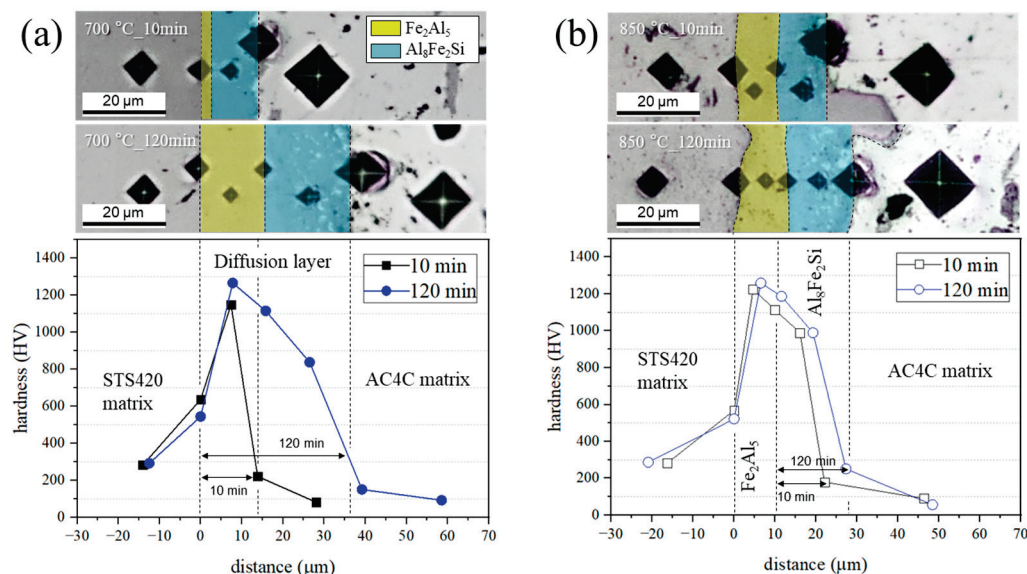 (a)
700 °C_10min
Fe₂Al₅
Al₈Fe₂Si
20 µm
700 °C_120min
20 µm
1400
1200
1000
800
600
400
300
200
100
0
hardness (HV)
Diffusion layer
10 min
120 min
STS420
matrix
AC4C matrix
120 min
10 min
−30 −20 −10 0 10 20 30 40 50 60 70
distance (µm)
(b)
850 °C_10min
20 µm
850 °C_120min
20 µm
1400
1200
1000
800
600
400
200
0
hardness (HV)
Al₈Fe₂Si
10 min
120 min
STS420
matrix
AC4C matrix
Fe₂Al₅
120 min
10 min
−30 −20 −10 0 10 20 30 40 50 60 70
distance (µm)